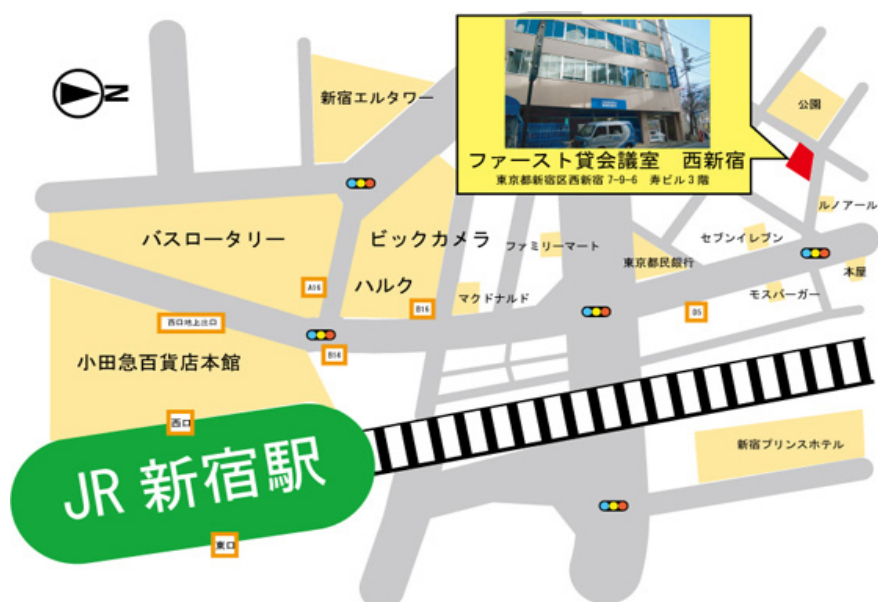 N
新宿エルタワー
公園
ファースト貸会議室 西新宿
東京都新宿区西新宿 7-9-6 寿ビル3階
ルノアール
バスロータリー
ビックカメラ
ハルク
ファミリーマート
セブンイレブン
東京都民銀行
本屋
モスバーガー
A16
B16
マクドナルド
D5
西口地上出口
B14
小田急百貨店本館
西口
新宿プリンスホテル
JR 新宿駅
東口